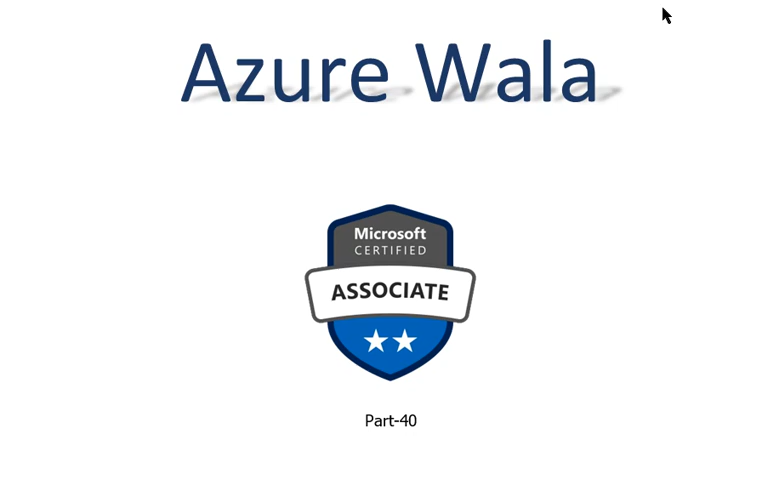 Azure Wala
Microsoft
CERTIFIED
ASSOCIATE
Part-40